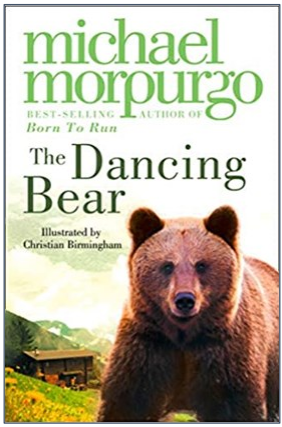 michael
morpurgo
BEST-SELLING AUTHOR OF
Born To Run
The Dancing
Bear
Illustrated by
Christian Birmingham